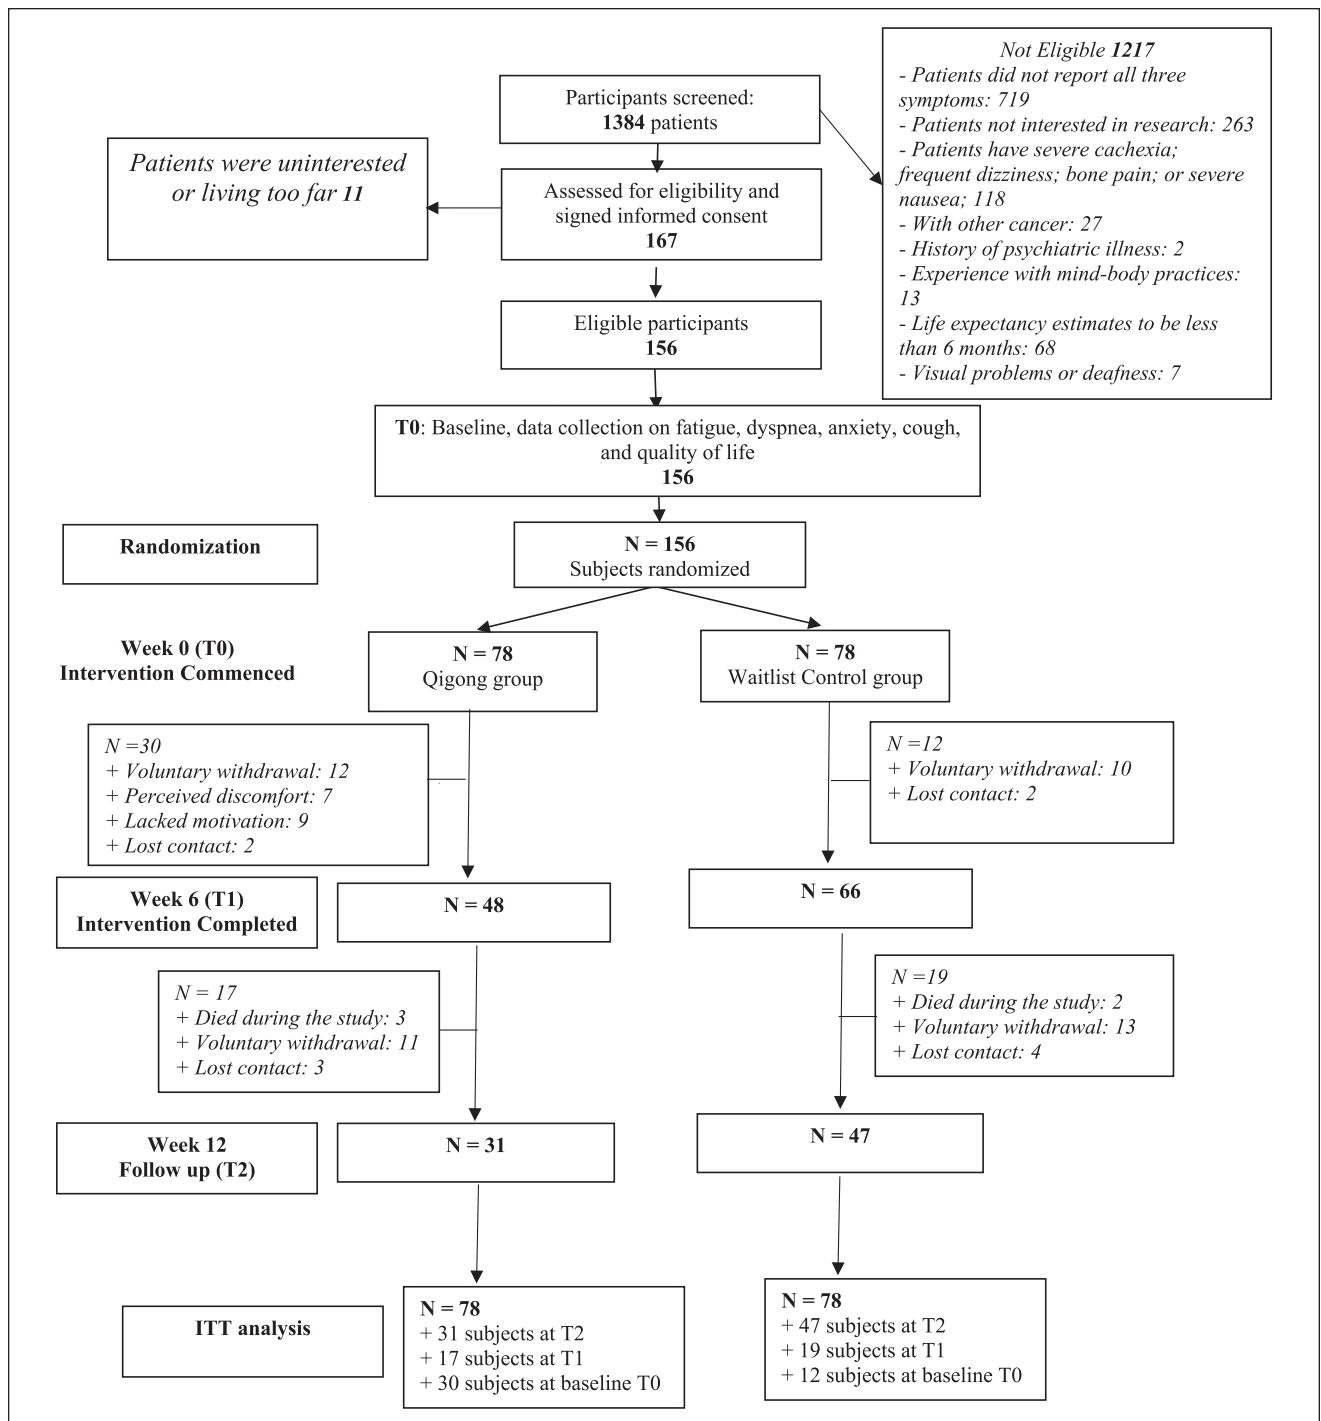 Participants screened:
1384 patients
Not Eligible 1217
- Patients did not report all three
symptoms: 719
- Patients not interested in research: 263
- Patients have severe cachexia;
frequent dizziness; bone pain; or severe
nausea; 118
- With other cancer: 27
- History of psychiatric illness: 2
- Experience with mind-body practices:
13
- Life expectancy estimates to be less
than 6 months: 68
- Visual problems or deafness: 7
Patients were uninterested
or living too far 11
Assessed for eligibility and
signed informed consent
167
Eligible participants
156
T0: Baseline, data collection on fatigue, dyspnea, anxiety, cough,
and quality of life
156
Randomization
N = 156
Subjects randomized
Week 0 (T0)
Intervention Commenced
N = 78
Qigong group
N = 78
Waitlist Control group
N =30
+ Voluntary withdrawal: 12
+ Perceived discomfort: 7
+ Lacked motivation: 9
+ Lost contact: 2
N =12
+ Voluntary withdrawal: 10
+ Lost contact: 2
Week 6 (T1)
Intervention Completed
N = 48
N = 66
N = 17
+ Died during the study: 3
+ Voluntary withdrawal: 11
+ Lost contact: 3
N =19
+ Died during the study: 2
+ Voluntary withdrawal: 13
+ Lost contact: 4
Week 12
Follow up (T2)
N = 31
N = 47
ITT analysis
N = 78
+ 31 subjects at T2
+ 17 subjects at T1
+ 30 subjects at baseline T0
N = 78
+ 47 subjects at T2
+ 19 subjects at T1
+ 12 subjects at baseline T0